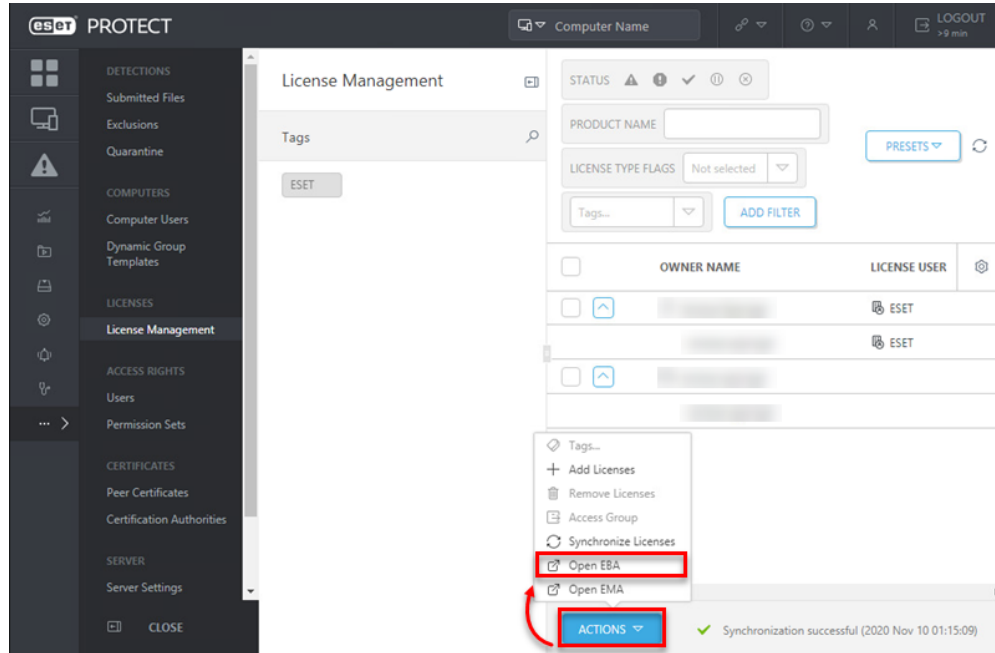 eset PROTECT
Computer Name
LOGOUT
>9 min
DETECTIONS
Submitted Files
Exclusions
Quarantine
COMPUTERS
Computer Users
Dynamic Group
Templates
LICENSES
License Management
ACCESS RIGHTS
Users
Permission Sets
CERTIFICATES
Peer Certificates
Certification Authorities
SERVER
Server Settings
CLOSE
License Management
Tags
ESET
STATUS
PRODUCT NAME
PRESETS
LICENSE TYPE FLAGS Not selected
Tags... ADD FILTER
OWNER NAME LICENSE USER
ESET
ESET
Tags...
Add Licenses
Remove Licenses
Access Group
Synchronize Licenses
Open EBA
Open EMA
ACTIONS
Synchronization successful (2020 Nov 10 01:15:09)